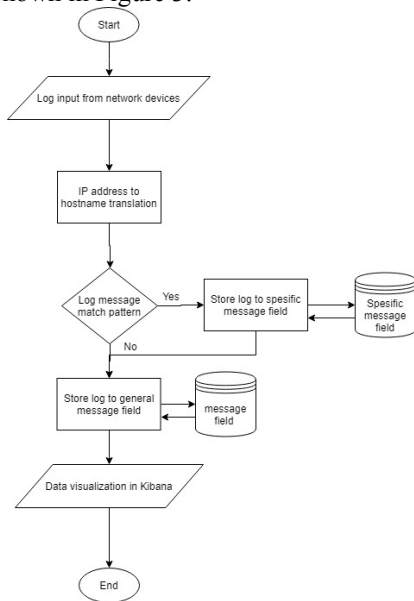 shown in Figure 3.
Start
Log input from network devices
IP address to
hostname translation
Log message
match pattern
Yes
Store log to spesific
message field
Spesific
message
field
No
Store log to general
message field
message
field
Data visualization in Kibana
End